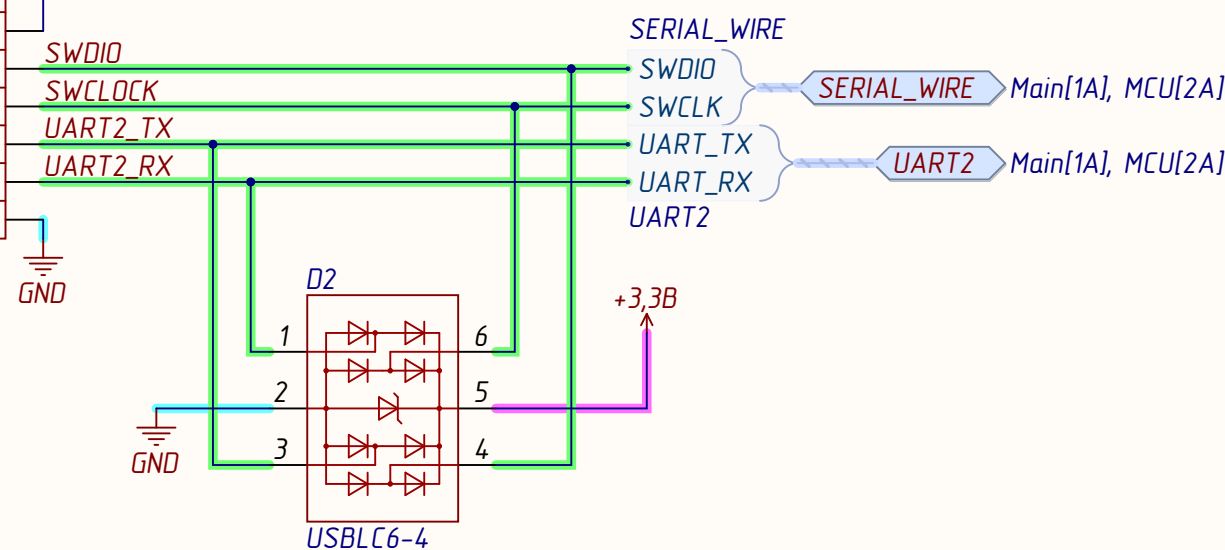 SERIAL_WIRE
SWDIO
SWDIO
SERIAL_WIRE
Main[1A], MCU[2A]
SWCLOCK
SWCLK
UART2_TX
UART_TX
UART2
Main[1A], MCU[2A]
UART2_RX
UART_RX
UART2
GND
D2
+3,3В
1
6
2
5
GND
3
4
USBLC6-4